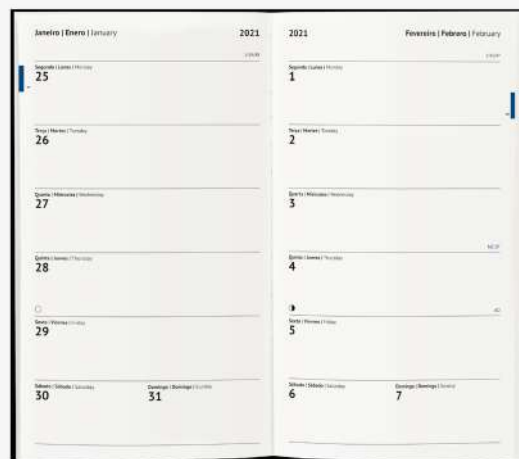 Janeiro | Enero | January 2021
Segunda | Lunes | Monday
25
Terça | Martes | Tuesday
26
Quarta | Miércoles | Wednesday
27
Quinta | Jueves | Thursday
28
Sexta | Viernes | Friday
29
Sábado | Sábado | Saturday Domingo | Domingo | Sunday
30 31
2021 Fevereiro | Febrero | February
Segunda | Lunes | Monday
1
Terça | Martes | Tuesday
2
Quarta | Miércoles | Wednesday
3
Quinta | Jueves | Thursday
4
Sexta | Viernes | Friday
5
Sábado | Sábado | Saturday Domingo | Domingo | Sunday
6 7